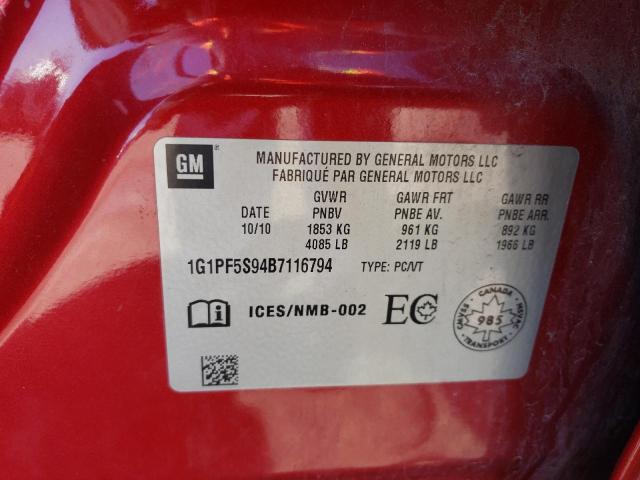 GM
MANUFACTURED BY GENERAL MOTORS LLC
FABRIQUÉ PAR GENERAL MOTORS LLC
GVWR GAWR FRT GAWR RR
DATE PNBV PNBE AV. PNBE ARR.
10/10 1853 KG 961 KG 892 KG
4085 LB 2119 LB 1966 LB
1G1PF5S94B7116794 TYPE: PC/VT
i ICES/NMB-002 EC
CANADA
CMVSS 985 NSVAC
TRANSPORT